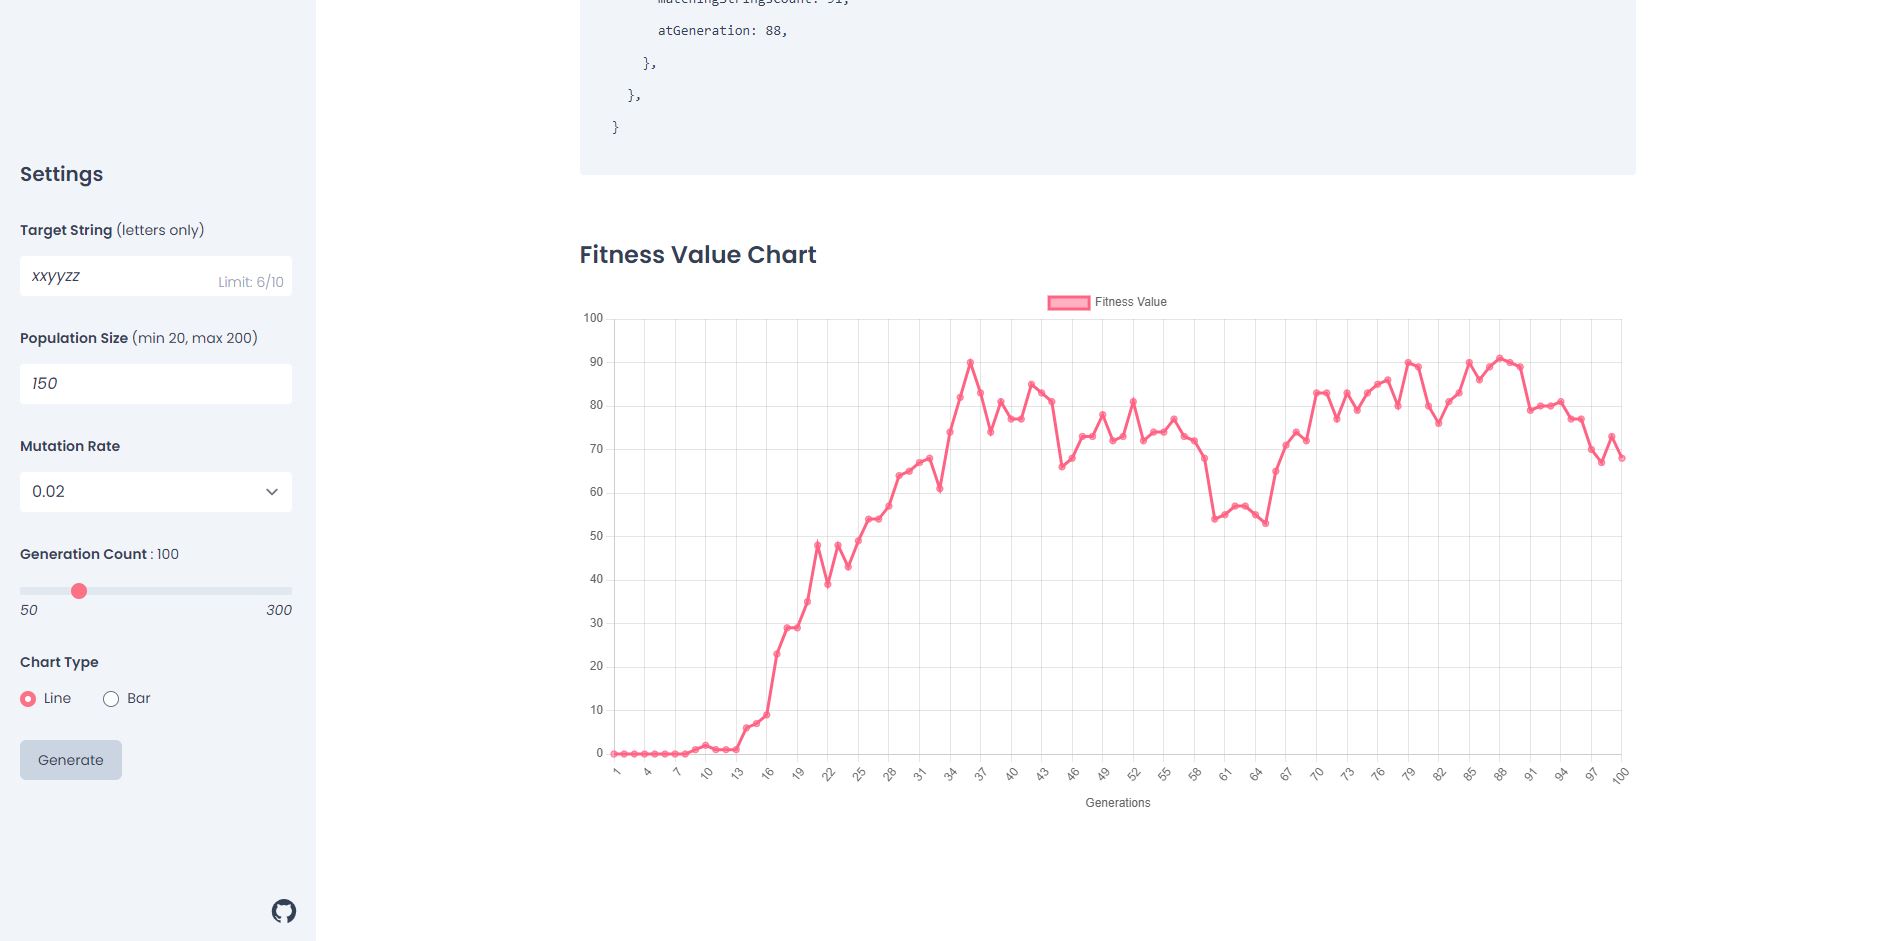 Settings
Target String (letters only)
xxyyzz
Limit: 6/10
Population Size (min 20, max 200)
150
Mutation Rate
0.02
Generation Count : 100
50 300
Chart Type
Line Bar
Generate
matchingStringsCount: 91,
atGeneration: 88,
},
},
}
Fitness Value Chart
Fitness Value
100
90
80
70
60
50
40
30
20
10
0
1 4 7 10 13 16 19 22 25 28 31 34 37 40 43 46 49 52 55 58 61 64 67 70 73 76 79 82 85 88 91 94 97 100
Generations